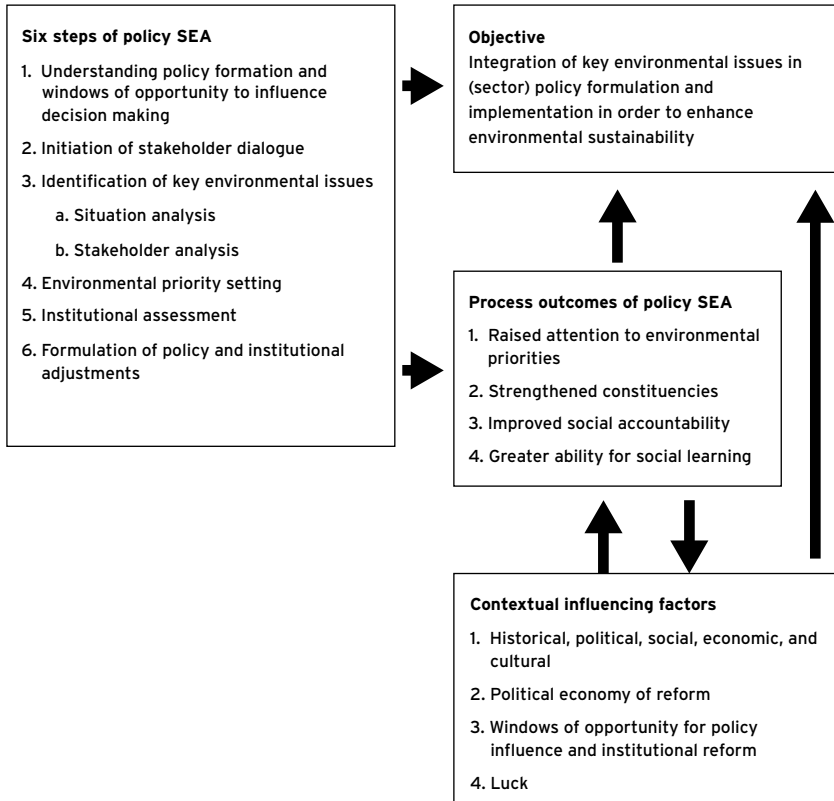 Six steps of policy SEA
1. Understanding policy formation and
windows of opportunity to influence
decision making
2. Initiation of stakeholder dialogue
3. Identification of key environmental issues
a. Situation analysis
b. Stakeholder analysis
4. Environmental priority setting
5. Institutional assessment
6. Formulation of policy and institutional
adjustments
Objective
Integration of key environmental issues in
(sector) policy formulation and
implementation in order to enhance
environmental sustainability
Process outcomes of policy SEA
1. Raised attention to environmental
priorities
2. Strengthened constituencies
3. Improved social accountability
4. Greater ability for social learning
Contextual influencing factors
1. Historical, political, social, economic, and
cultural
2. Political economy of reform
3. Windows of opportunity for policy
influence and institutional reform
4. Luck